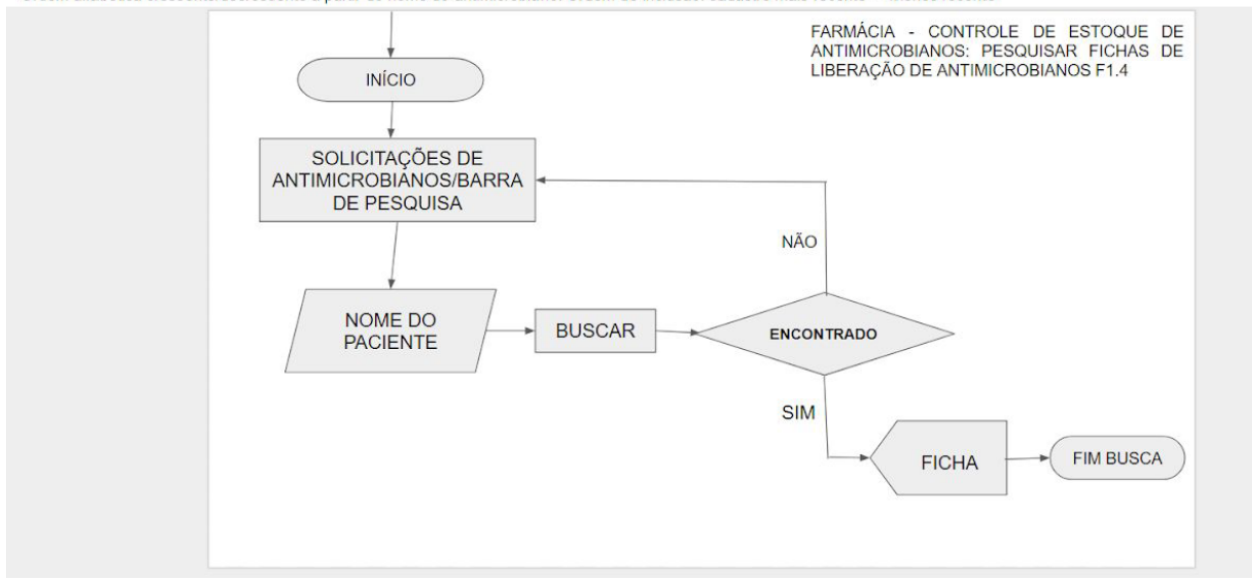 FARMÁCIA - CONTROLE DE ESTOQUE DE
ANTIMICROBIANOS: PESQUISAR FICHAS DE
LIBERAÇÃO DE ANTIMICROBIANOS F1.4
INÍCIO
SOLICITAÇÕES DE
ANTIMICROBIANOS/BARRA
DE PESQUISA
NÃO
NOME DO
PACIENTE
BUSCAR
ENCONTRADO
SIM
FICHA
FIM BUSCA